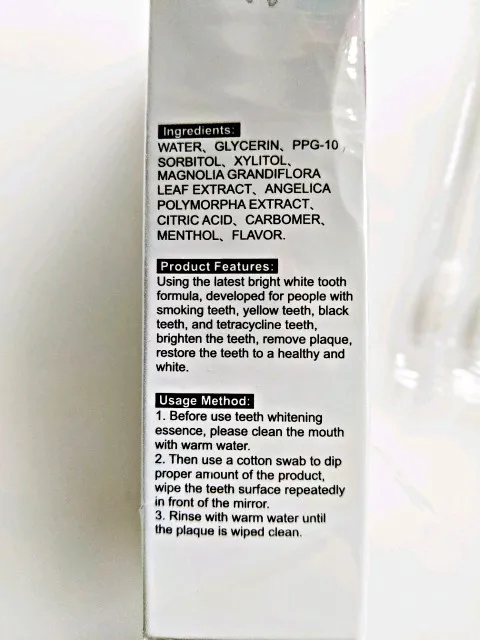 Ingredients:
WATER、GLYCERIN、PPG-10
SORBITOL、XYLITOL、
MAGNOLIA GRANDIFLORA
LEAF EXTRACT、ANGELICA
POLYMORPHA EXTRACT、
CITRIC ACID、CARBOMER、
MENTHOL、FLAVOR.
Product Features:
Using the latest bright white tooth
formula, developed for people with
smoking teeth, yellow teeth, black
teeth, and tetracycline teeth,
brighten the teeth, remove plaque,
restore the teeth to a healthy and
white.
Usage Method:
1. Before use teeth whitening
essence, please clean the mouth
with warm water.
2. Then use a cotton swab to dip
proper amount of the product,
wipe the teeth surface repeatedly
in front of the mirror.
3. Rinse with warm water until
the plaque is wiped clean.